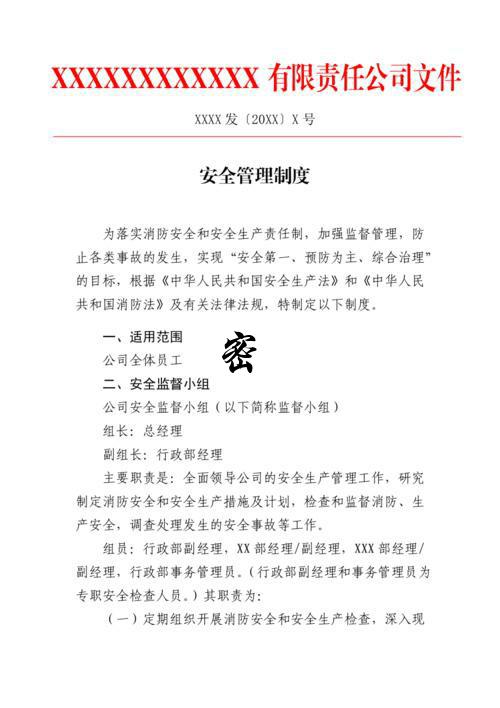 XXXXXXXXXXXX 有限责任公司文件
XXXX 发〔20XX〕X 号
安全管理制度
为落实消防安全和安全生产责任制，加强监督管理，防
止各类事故的发生，实现“安全第一、预防为主、综合治理”
的目标，根据《中华人民共和国安全生产法》和《中华人民
共和国消防法》及有关法律法规，特制定以下制度。
一、适用范围
密
公司全体员工
二、安全监督小组
公司安全监督小组（以下简称监督小组）
组长：总经理
副组长：行政部经理
主要职责是：全面领导公司的安全生产管理工作，研究
制定消防安全和安全生产措施及计划，检查和监督消防、生
产安全，调查处理发生的安全事故等工作。
组员：行政部副经理，XX 部经理/副经理，XXX 部经理/
副经理，行政部事务管理员。（行政部副经理和事务管理员为
专职安全检查人员。）其职责为：
（一）定期组织开展消防安全和安全生产检查，深入现